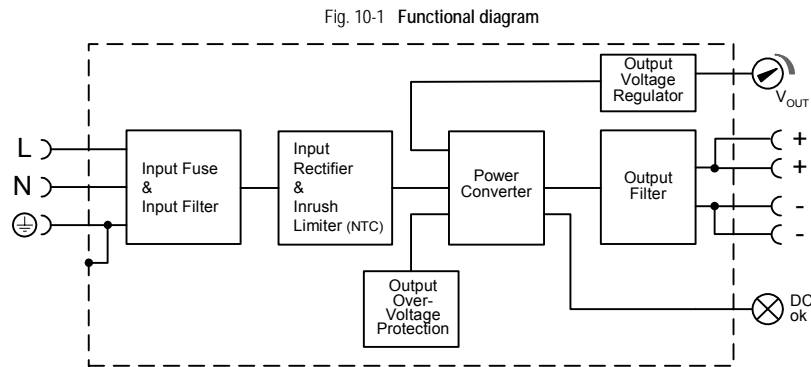 Fig. 10-1 Functional diagram
Output
Voltage
Regulator
V_OUT
L
N
Input Fuse
&
Input Filter
Input
Rectifier
&
Inrush
Limiter (NTC)
Power
Converter
Output
Filter
+
+
-
-
Output
Over-
Voltage
Protection
DC
ok